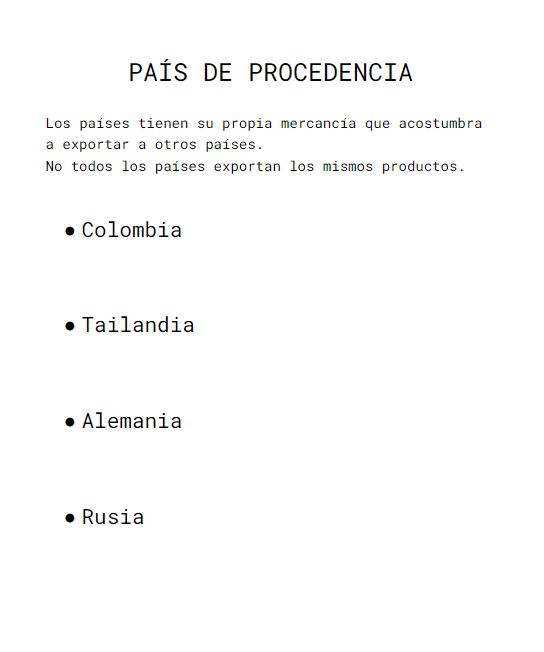 PAÍS DE PROCEDENCIA
Los países tienen su propia mercancía que acostumbra
a exportar a otros países.
No todos los países exportan los mismos productos.
● Colombia
● Tailandia
● Alemania
● Rusia